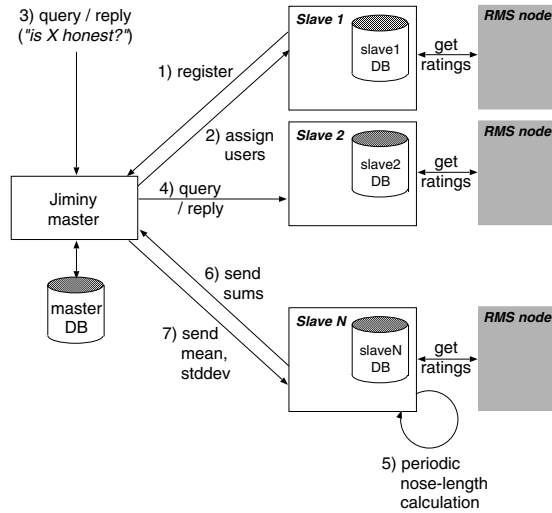 3) query / reply
("is X honest?")
1) register
2) assign
users
Jiminy
master
master
DB
4) query
/ reply
6) send
sums
7) send
mean,
stddev
Slave 1
slave1
DB
get
ratings
RMS node
Slave 2
slave2
DB
get
ratings
RMS node
Slave N
slaveN
DB
get
ratings
RMS node
5) periodic
nose-length
calculation